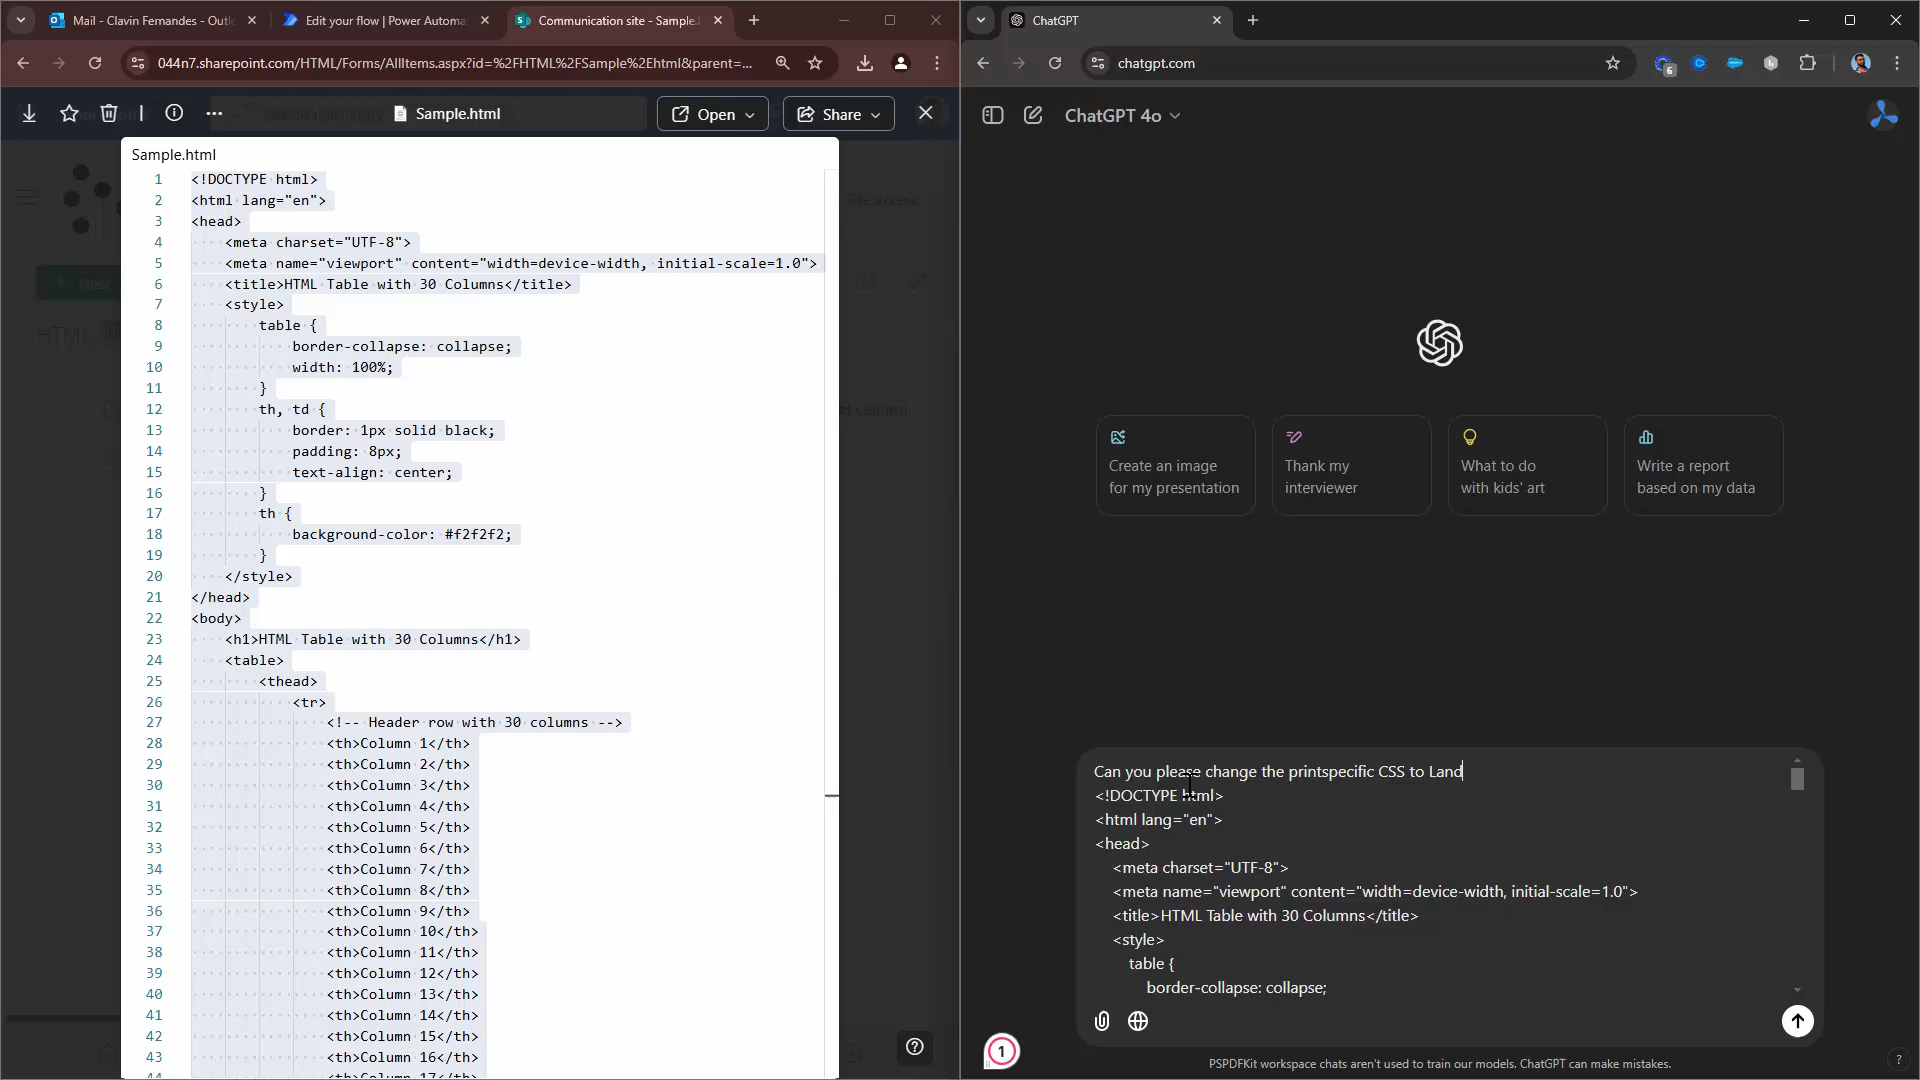 Mail - Clavin Fernandes - Outl
Edit your flow | Power Automa
Communication site - Sample.
044n7.sharepoint.com/HTML/Forms/AllItems.aspx?id=%2FHTML%2FSample%2Ehtml&parent=...
Sample.html
Open
Share
Sample.html
1 <!DOCTYPE html>
2 <html lang="en">
3 <head>
4 <meta charset="UTF-8">
5 <meta name="viewport" content="width=device-width, initial-scale=1.0">
6 <title>HTML Table with 30 Columns</title>
7 <style>
8 table {
9 border-collapse: collapse;
10 width: 100%;
11 }
12 th, td {
13 border: 1px solid black;
14 padding: 8px;
15 text-align: center;
16 }
17 th {
18 background-color: #f2f2f2;
19 }
20 </style>
21 </head>
22 <body>
23 <h1>HTML Table with 30 Columns</h1>
24 <table>
25 <thead>
26 <tr>
27 <!-- Header row with 30 columns -->
28 <th>Column 1</th>
29 <th>Column 2</th>
30 <th>Column 3</th>
31 <th>Column 4</th>
32 <th>Column 5</th>
33 <th>Column 6</th>
34 <th>Column 7</th>
35 <th>Column 8</th>
36 <th>Column 9</th>
37 <th>Column 10</th>
38 <th>Column 11</th>
39 <th>Column 12</th>
40 <th>Column 13</th>
41 <th>Column 14</th>
42 <th>Column 15</th>
43 <th>Column 16</th>
44 <th>Column 17</th>
ChatGPT
chatgpt.com
6
ChatGPT 4o
Create an image
for my presentation
Thank my
interviewer
What to do
with kids' art
Write a report
based on my data
Can you please change the printspecific CSS to Land
<!DOCTYPE html>
<html lang="en">
<head>
<meta charset="UTF-8">
<meta name="viewport" content="width=device-width, initial-scale=1.0">
<title>HTML Table with 30 Columns</title>
<style>
table {
border-collapse: collapse;
1
PSPDFKit workspace chats aren't used to train our models. ChatGPT can make mistakes.
?